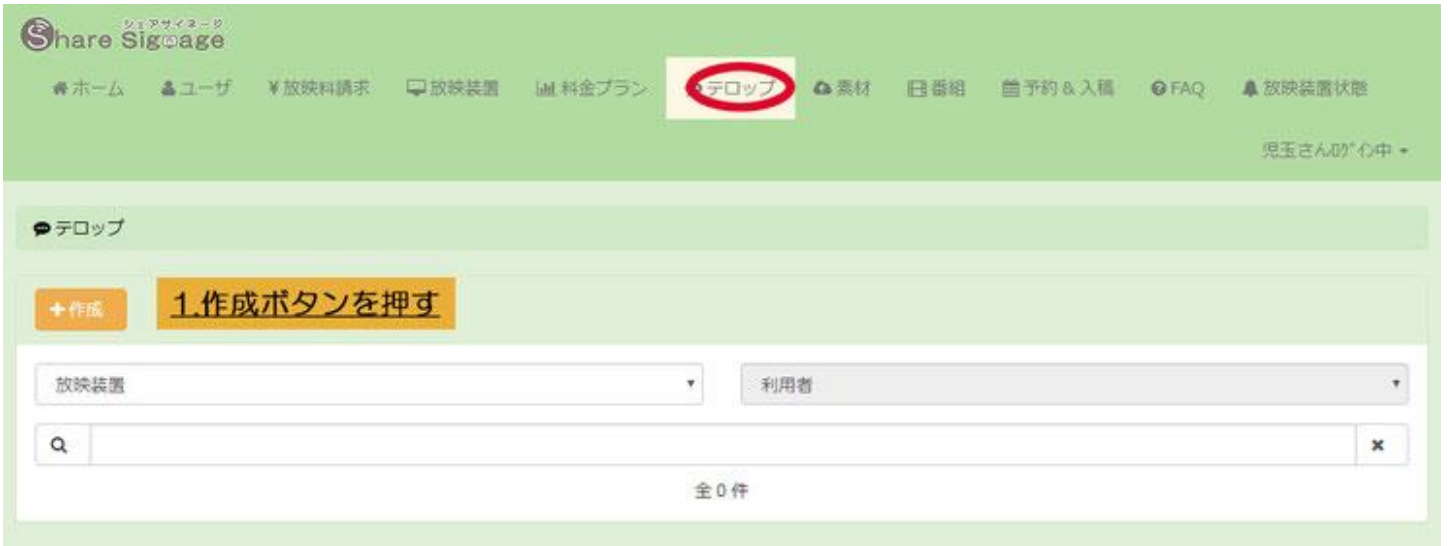 シェアサイネージ
Share Signage
ホーム ユーザ ¥放映料請求 放映装置 料金プラン テロップ 素材 番組 予約 & 入稿 FAQ 放映装置状態
児玉さんログイン中
テロップ
+作成 1.作成ボタンを押す
放映装置 利用者
全 0 件